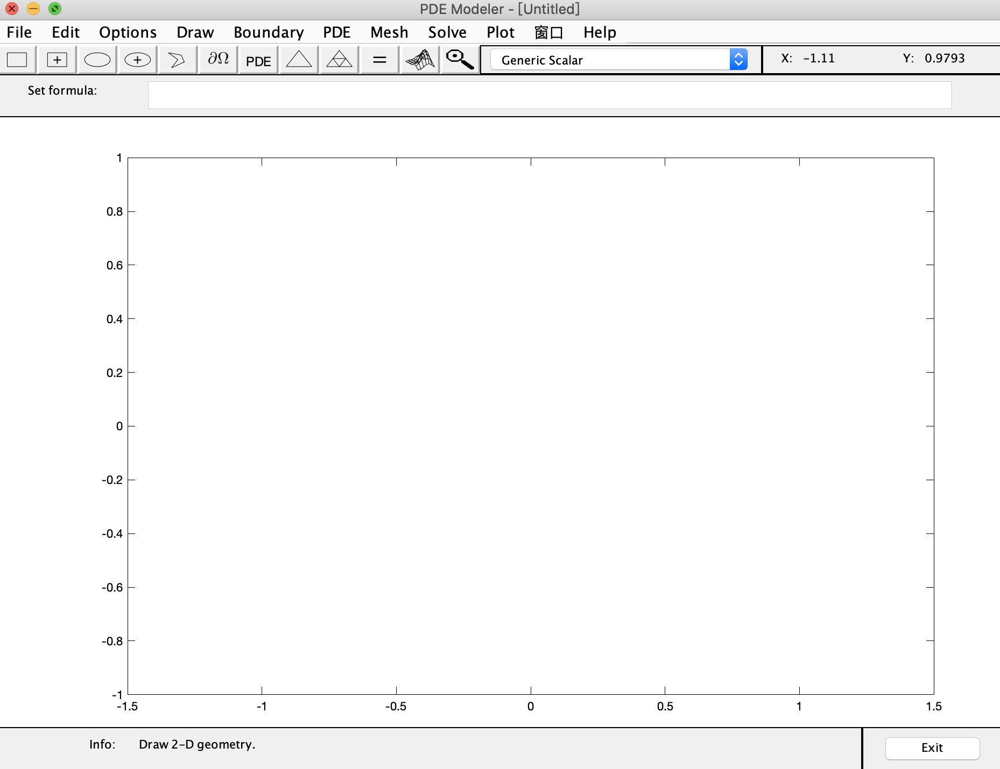 PDE Modeler - [Untitled]
File Edit Options Draw Boundary PDE Mesh Solve Plot 窗口 Help
∂Ω PDE = Generic Scalar X: -1.11 Y: 0.9793
Set formula:
1
0.8
0.6
0.4
0.2
0
-0.2
-0.4
-0.6
-0.8
-1
-1.5 -1 -0.5 0 0.5 1 1.5
Info: Draw 2-D geometry. Exit